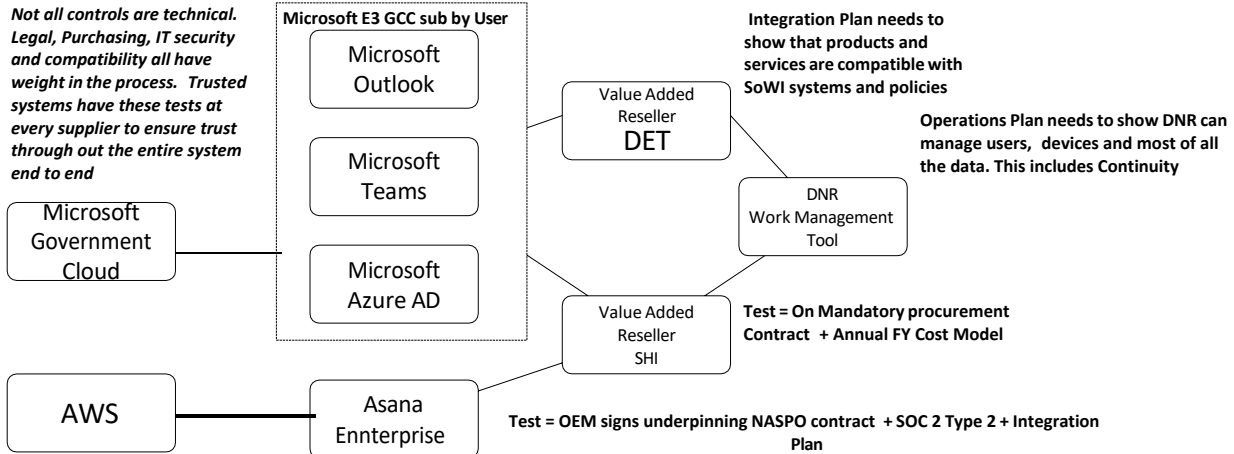 Not all controls are technical.
Legal, Purchasing, IT security
and compatibility all have
weight in the process.  Trusted
systems have these tests at
every supplier to ensure trust
through out the entire system
end to end
Microsoft E3 GCC sub by User
Microsoft
Outlook
Microsoft
Teams
Microsoft
Azure AD
Microsoft
Government
Cloud
AWS
Asana
Ennterprise
Value Added
Reseller
DET
Value Added
Reseller
SHI
DNR
Work Management
Tool
Integration Plan needs to
show that products and
services are compatible with
SoWI systems and policies
Operations Plan needs to show DNR can
manage users,  devices and most of all
the data. This includes Continuity
Test = On Mandatory procurement
Contract  + Annual FY Cost Model
Test = OEM signs underpinning NASPO contract  + SOC 2 Type 2 + Integration
Plan